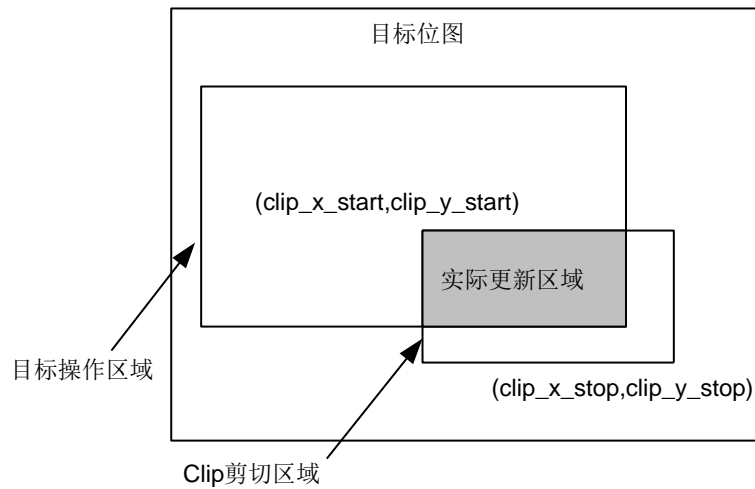 目标位图
(clip_x_start,clip_y_start)
实际更新区域
目标操作区域
(clip_x_stop,clip_y_stop)
Clip剪切区域